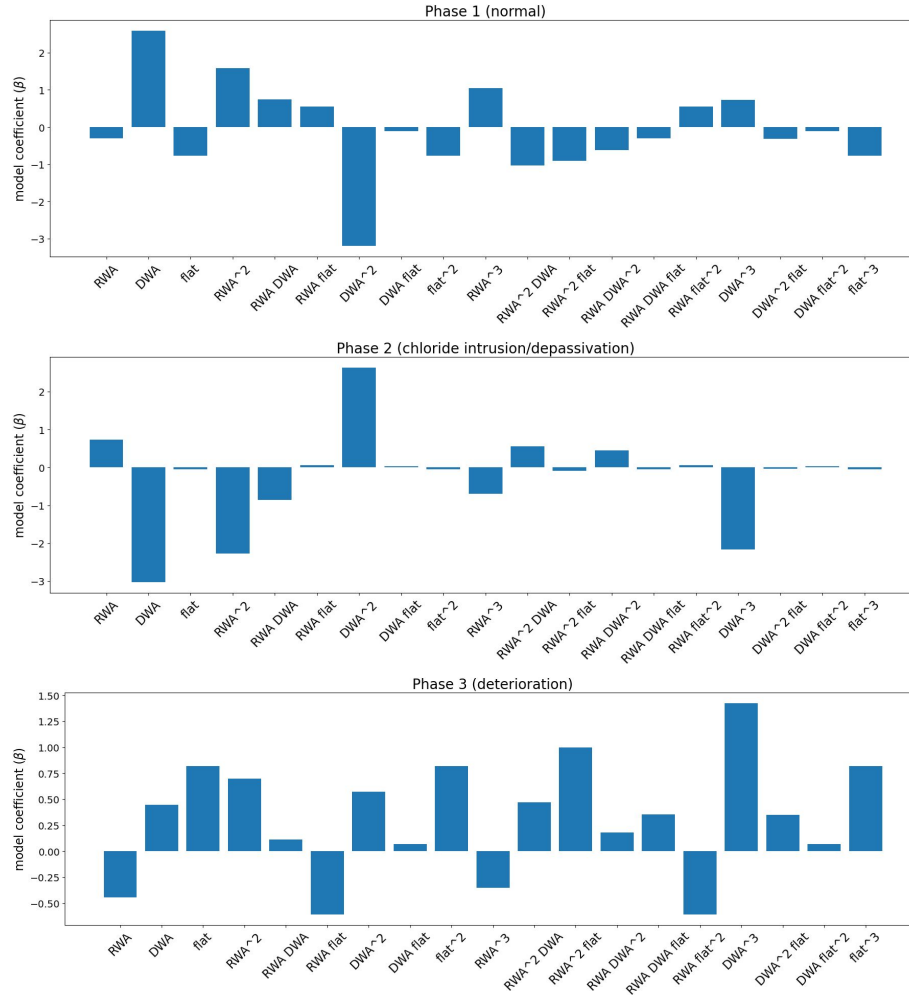 Phase 1 (normal)
model coefficient (β)
2
1
0
−1
−2
−3
RWA
DWA
flat
RWA^2
RWA DWA
RWA flat
DWA^2
DWA flat
flat^2
RWA^3
RWA^2 DWA
RWA^2 flat
RWA DWA^2
RWA DWA flat
RWA flat^2
DWA^3
DWA^2 flat
DWA flat^2
flat^3
Phase 2 (chloride intrusion/depassivation)
model coefficient (β)
2
1
0
−1
−2
−3
RWA
DWA
flat
RWA^2
RWA DWA
RWA flat
DWA^2
DWA flat
flat^2
RWA^3
RWA^2 DWA
RWA^2 flat
RWA DWA^2
RWA DWA flat
RWA flat^2
DWA^3
DWA^2 flat
DWA flat^2
flat^3
Phase 3 (deterioration)
model coefficient (β)
1.50
1.25
1.00
0.75
0.50
0.25
0.00
−0.25
−0.50
RWA
DWA
flat
RWA^2
RWA DWA
RWA flat
DWA^2
DWA flat
flat^2
RWA^3
RWA^2 DWA
RWA^2 flat
RWA DWA^2
RWA DWA flat
RWA flat^2
DWA^3
DWA^2 flat
DWA flat^2
flat^3